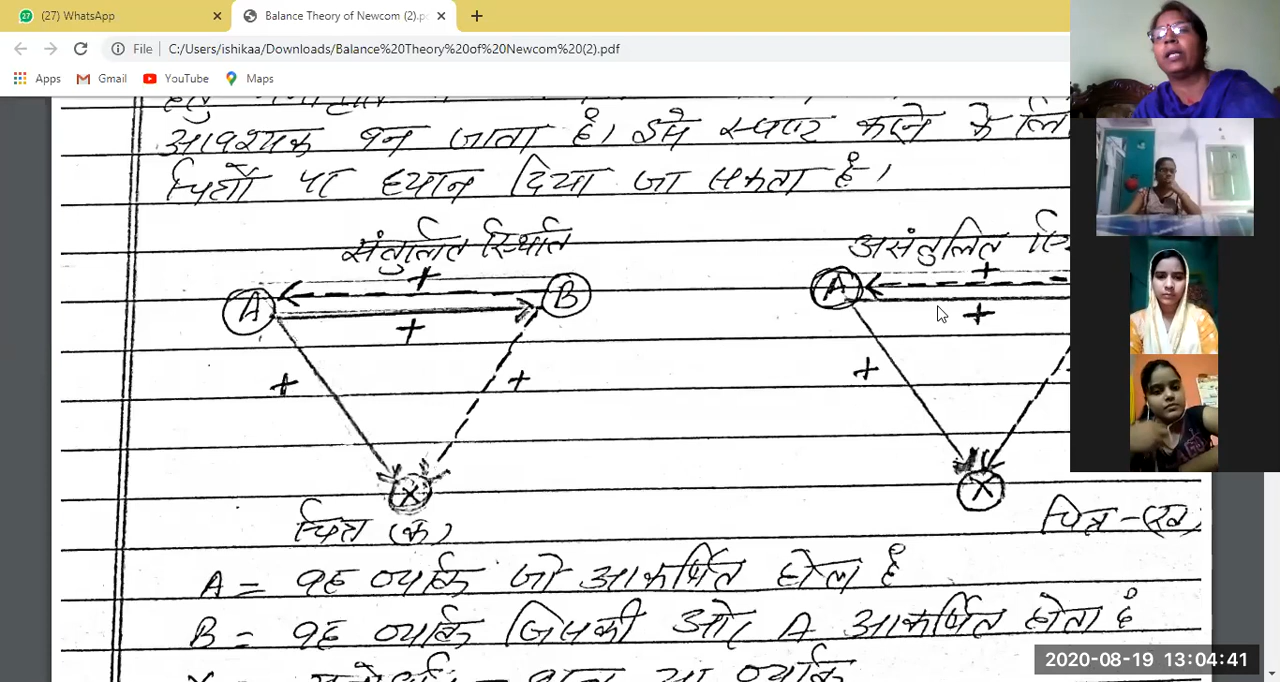 (27) WhatsApp
Balance Theory of Newcom (2).p
File
C:/Users/ishikaa/Downloads/Balance%20Theory%20of%20Newcom%20(2).pdf
Apps Gmail YouTube Maps
आवश्यक बन जाता है। इसे स्पष्ट करने के लि
चित्रों पर ध्यान दिया जा सकता है।
संतुलित स्थिति
असंतुलित
+ +
A B A
+ +
+ + +
X X
चित्र (क)
चित्र-(ख)
A = वह व्यक्ति जो आकर्षित होता है
B = वह व्यक्ति जिसकी ओर A आकर्षित होता है
या व्यक्ति
2020-08-19 13:04:41